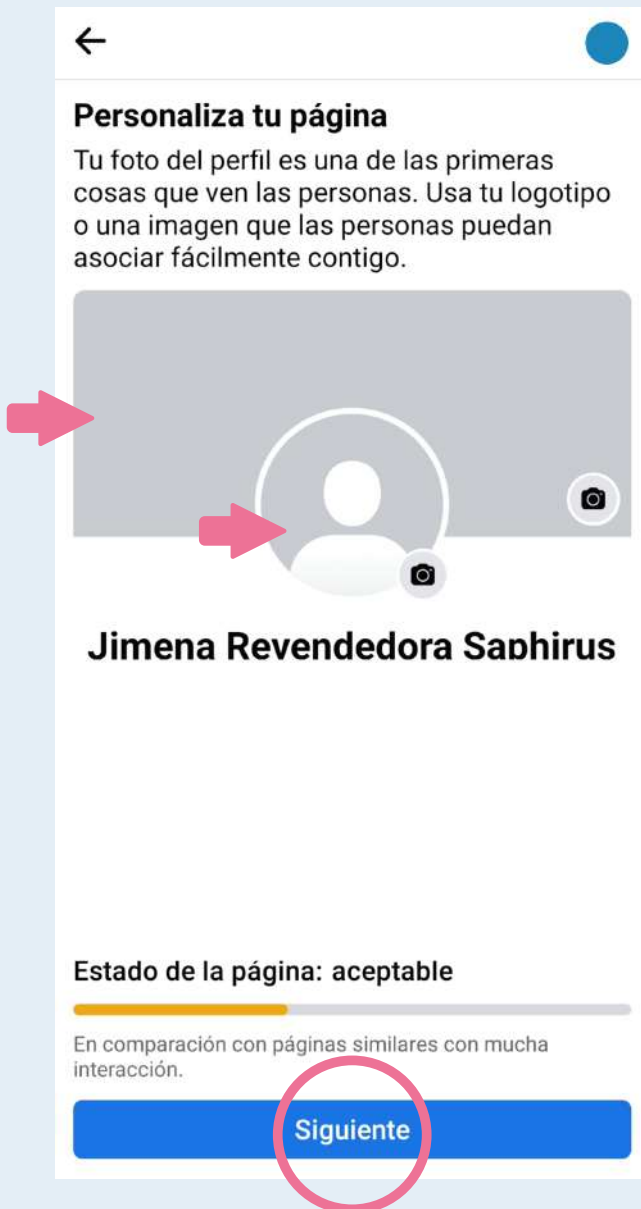 Personaliza tu página
Tu foto del perfil es una de las primeras
cosas que ven las personas. Usa tu logotipo
o una imagen que las personas puedan
asociar fácilmente contigo.
Jimena Revendedora Saphirus
Estado de la página: aceptable
En comparación con páginas similares con mucha
interacción.
Siguiente